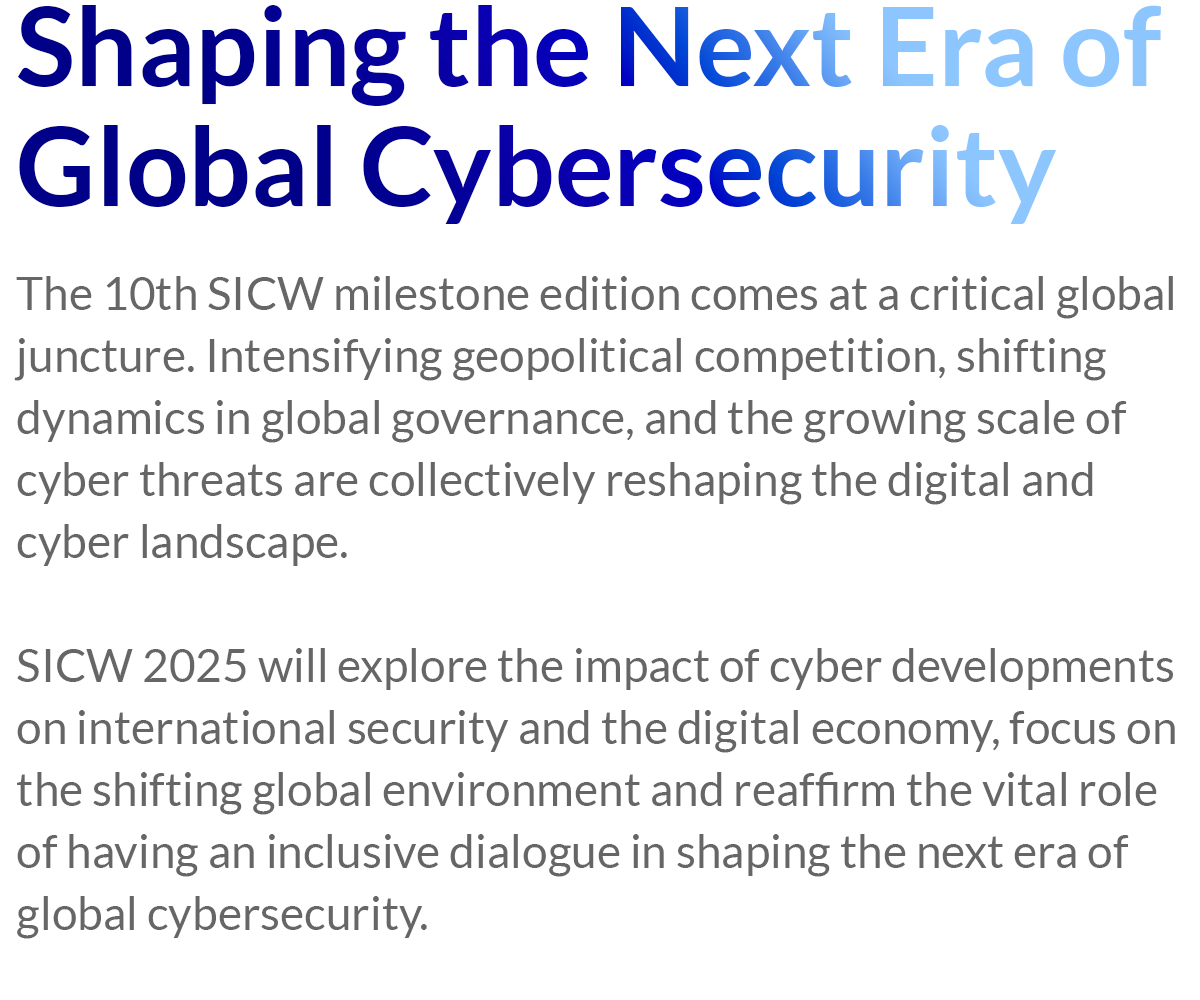 Shaping the Next Era of
Global Cybersecurity
The 10th SICW milestone edition comes at a critical global
juncture. Intensifying geopolitical competition, shifting
dynamics in global governance, and the growing scale of
cyber threats are collectively reshaping the digital and
cyber landscape.
SICW 2025 will explore the impact of cyber developments
on international security and the digital economy, focus on
the shifting global environment and reaffirm the vital role
of having an inclusive dialogue in shaping the next era of
global cybersecurity.